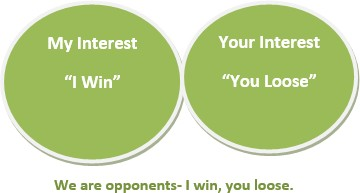 My Interest
“I Win”
Your Interest
“You Loose”
We are opponents- I win, you loose.